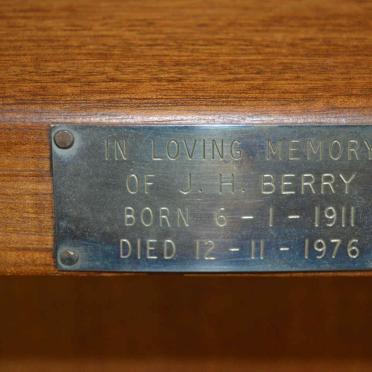 IN LOVING MEMORY
OF J. H. BERRY
BORN 6 - 1 - 1911
DIED 12 - 11 - 1976